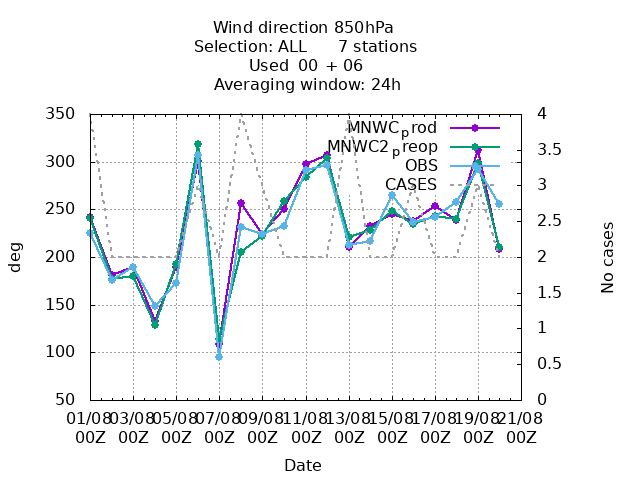 Wind direction 850hPa
Selection: ALL 7 stations
Used 00 + 06
Averaging window: 24h
350
300
250
200
150
100
50
deg
4
3.5
3
2.5
2
1.5
1
0.5
0
No cases
MNWCprod
MNWC2preop
OBS
CASES
01/08 03/08 05/08 07/08 09/08 11/08 13/08 15/08 17/08 19/08 21/08
00Z 00Z 00Z 00Z 00Z 00Z 00Z 00Z 00Z 00Z 00Z
Date